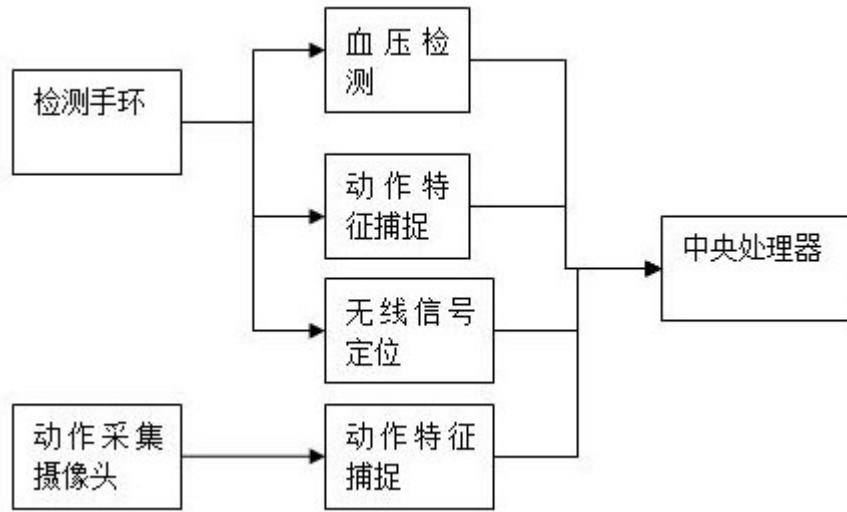 检测手环
血压检
测
动作特
征捕捉
无线信号
定位
动作采集
摄像头
动作特征
捕捉
中央处理器